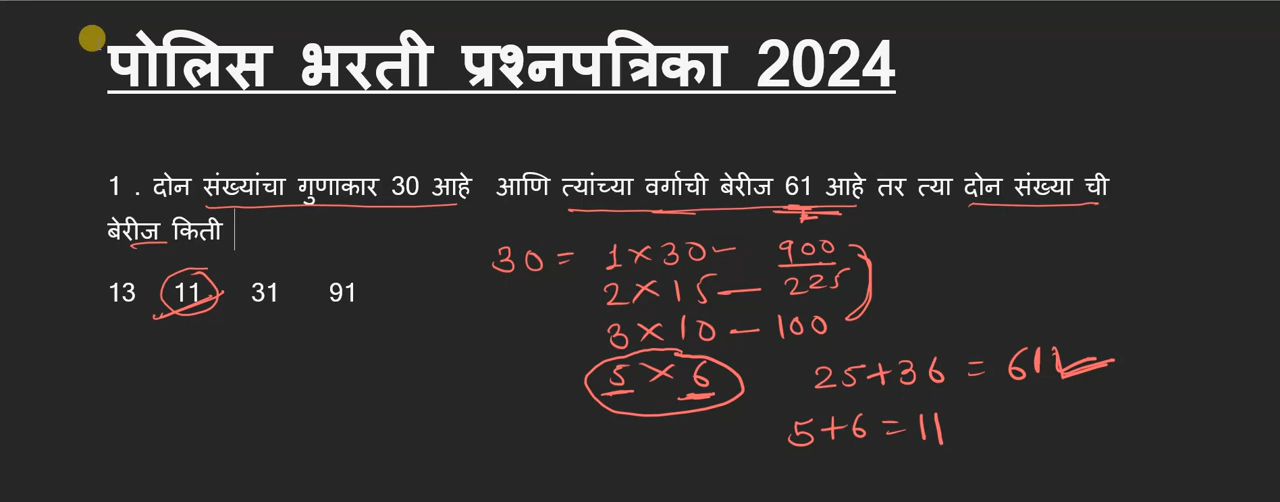 पोलिस भरती प्रश्नपत्रिका 2024
1 . दोन संख्यांचा गुणाकार 30 आहे आणि त्यांच्या वर्गाची बेरीज 61 आहे तर त्या दोन संख्या ची
बेरीज किती
13 11 31 91
30 = 1 × 30 – 900
2 × 15 – 225
3 × 10 – 100
5 × 6
25 + 36 = 61
5 + 6 = 11